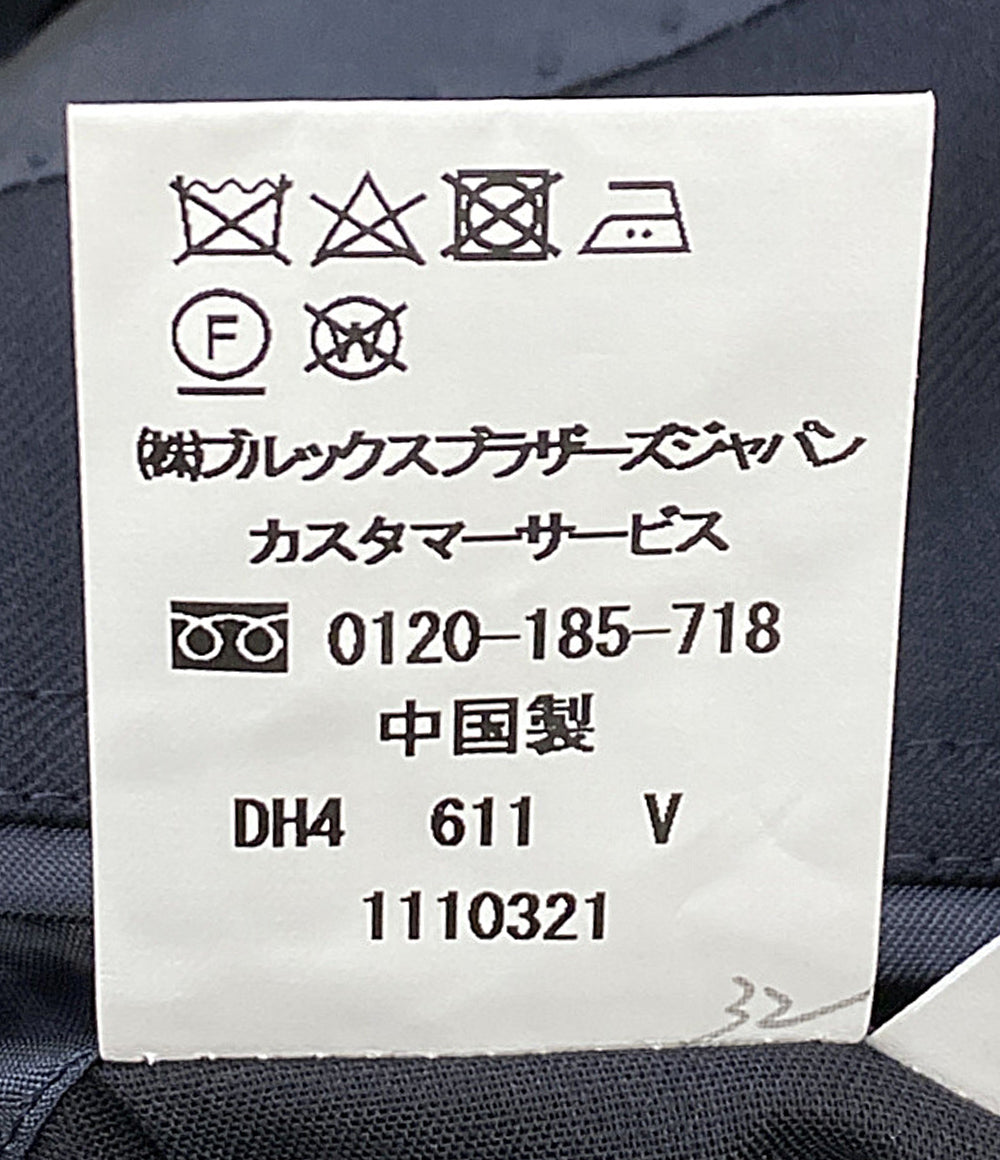 F W
(株)ブルックスブラザーズジャパン
カスタマーサービス
0120-185-718
中国製
DH4 611 V
1110321
32